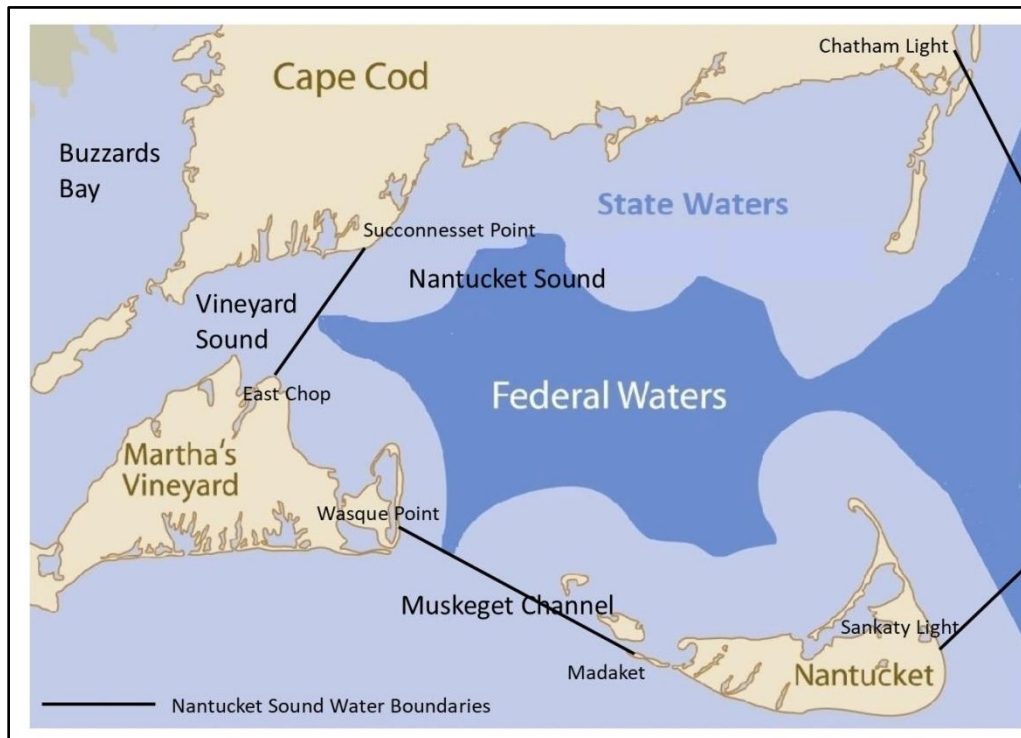 Chatham Light
Cape Cod
Buzzards
Bay
State Waters
Succonnesset Point
Nantucket Sound
Vineyard
Sound
East Chop
Federal Waters
Martha's
Vineyard
Wasque Point
Muskeget Channel
Sankaty Light
Madaket
Nantucket
Nantucket Sound Water Boundaries